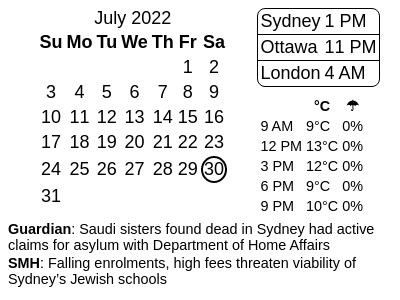 July 2022
Su Mo Tu We Th Fr Sa
1 2
3 4 5 6 7 8 9
10 11 12 13 14 15 16
17 18 19 20 21 22 23
24 25 26 27 28 29 30
31
Sydney 1 PM
Ottawa 11 PM
London 4 AM
°C ☂
9 AM 9°C 0%
12 PM 13°C 0%
3 PM 12°C 0%
6 PM 9°C 0%
9 PM 10°C 0%
Guardian: Saudi sisters found dead in Sydney had active
claims for asylum with Department of Home Affairs
SMH: Falling enrolments, high fees threaten viability of
Sydney's Jewish schools